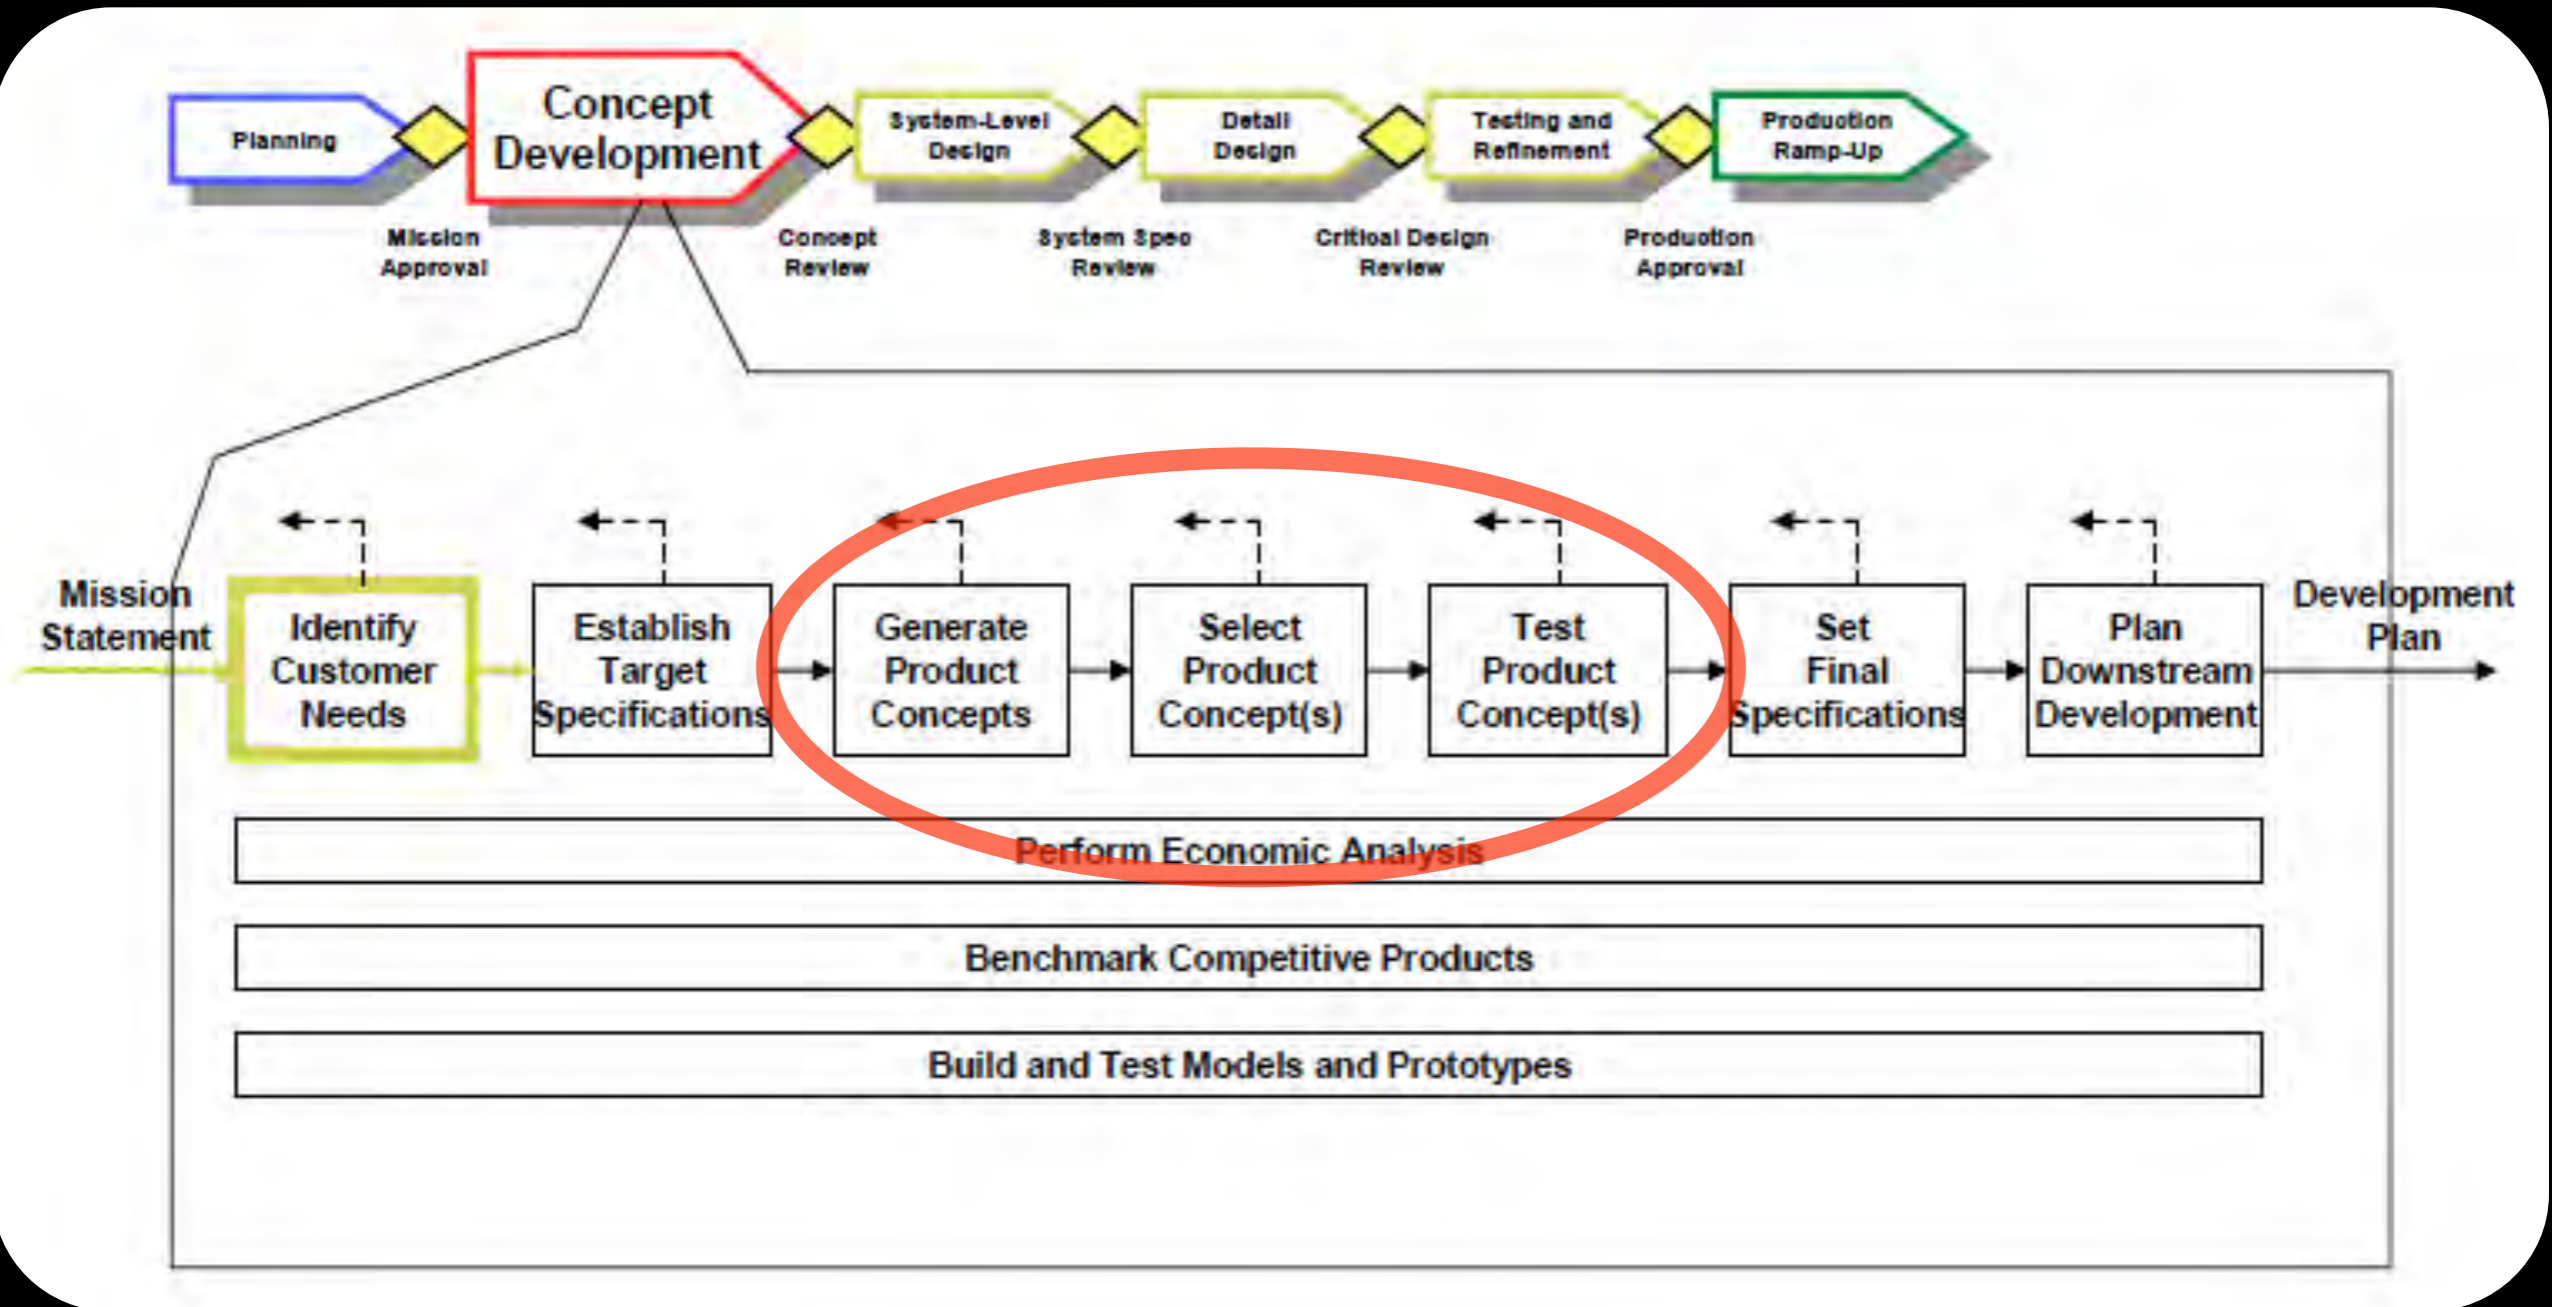 Planning
Concept
Development
System-Level
Design
Detail
Design
Testing and
Refinement
Production
Ramp-Up
Mission
Approval
Concept
Review
System Spec
Review
Critical Design
Review
Production
Approval
Mission
Statement
Identify
Customer
Needs
Establish
Target
Specifications
Generate
Product
Concepts
Select
Product
Concept(s)
Test
Product
Concept(s)
Set
Final
Specifications
Plan
Downstream
Development
Development
Plan
Perform Economic Analysis
Benchmark Competitive Products
Build and Test Models and Prototypes